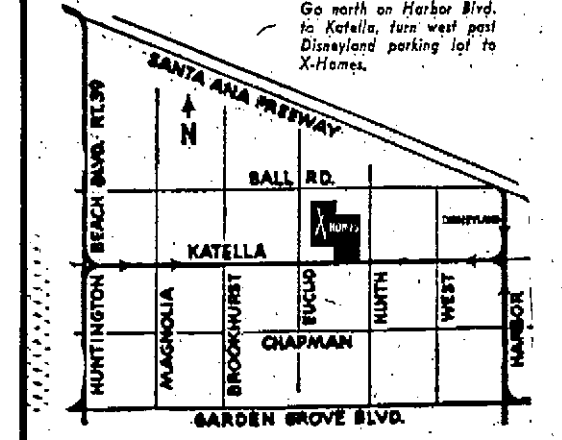 Go north on Harbor Blvd.
to Katella, turn west past
Disneyland parking lot to
X-Homes.
SANTA ANA FREEWAY
N
BEACH BLVD. RT. 39
BALL RD.
X HOMES
DISNEYLAND
KATELLA
HUNTINGTON
MAGNOLIA
BROOKHURST
EUCLID
NINTH
WEST
HARBOR
CHAPMAN
GARDEN GROVE BLVD.